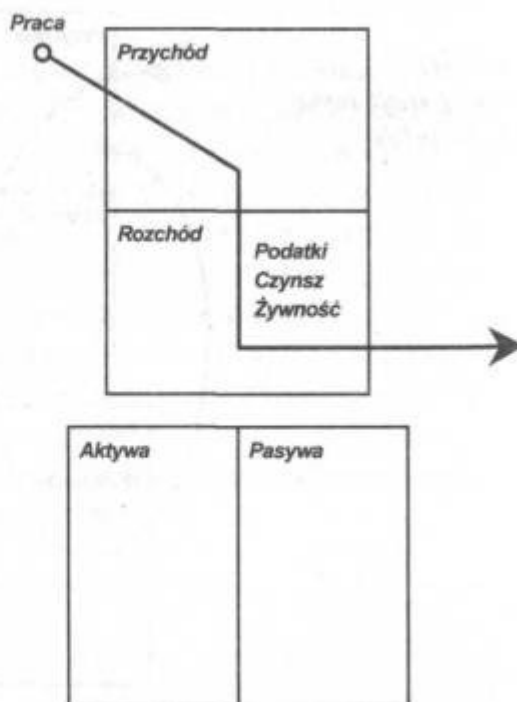 Praca
Przychód
Rozchód
Podatki
Czynsz
Żywność
Aktywa
Pasywa